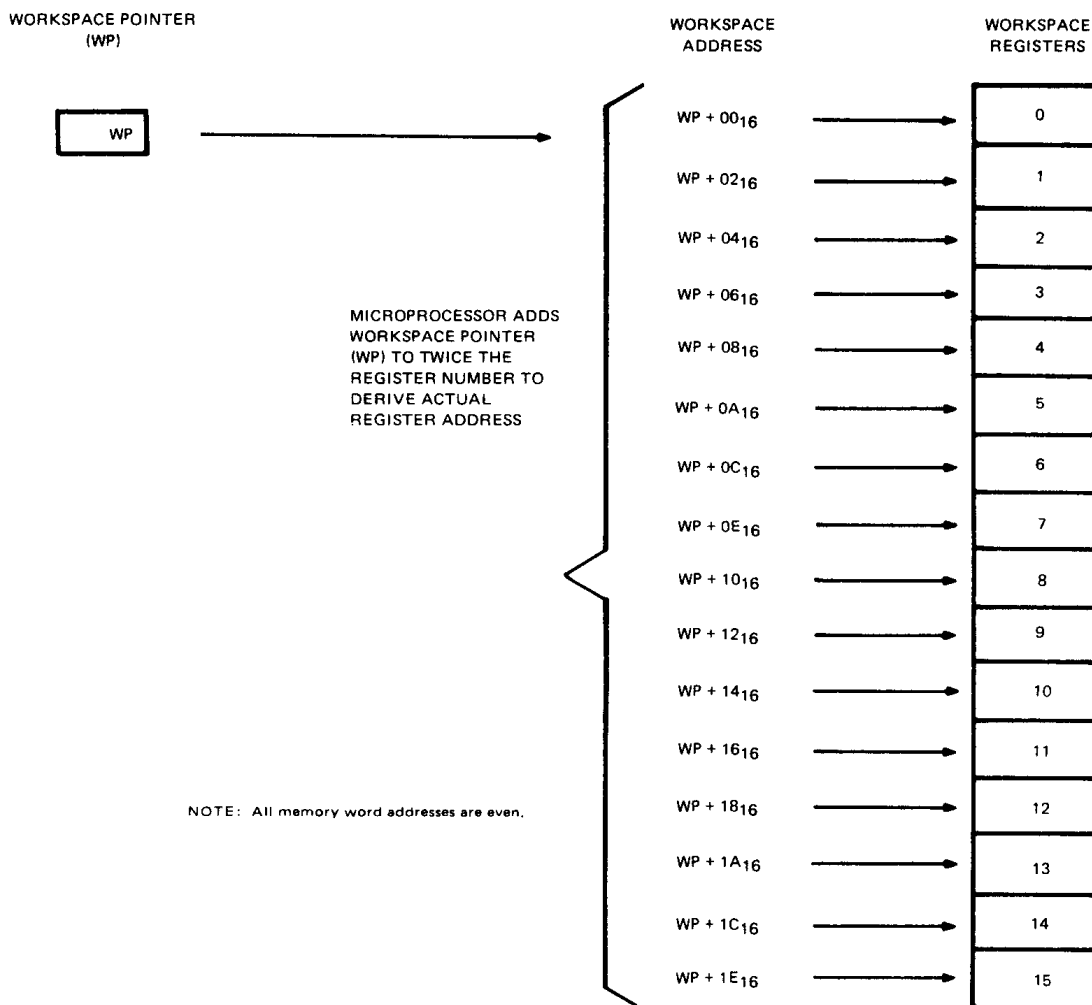 WORKSPACE POINTER
(WP)
WORKSPACE
ADDRESS
WORKSPACE
REGISTERS
WP
WP + 00₁₆ 0
WP + 02₁₆ 1
WP + 04₁₆ 2
WP + 06₁₆ 3
MICROPROCESSOR ADDS
WORKSPACE POINTER
(WP) TO TWICE THE
REGISTER NUMBER TO
DERIVE ACTUAL
REGISTER ADDRESS
WP + 08₁₆ 4
WP + 0A₁₆ 5
WP + 0C₁₆ 6
WP + 0E₁₆ 7
WP + 10₁₆ 8
WP + 12₁₆ 9
WP + 14₁₆ 10
WP + 16₁₆ 11
NOTE: All memory word addresses are even.
WP + 18₁₆ 12
WP + 1A₁₆ 13
WP + 1C₁₆ 14
WP + 1E₁₆ 15